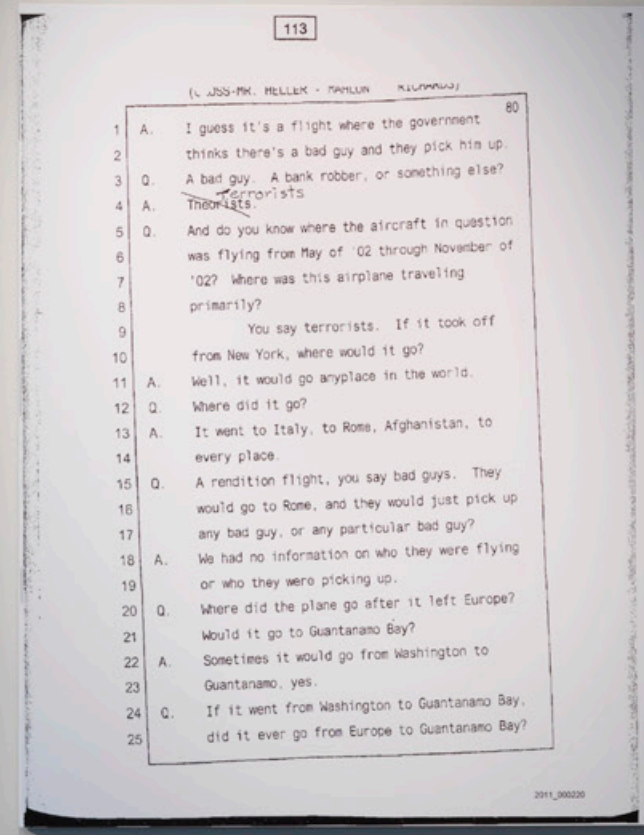 113
(C OSS-MR. HELLER - MAHLON RICHARDS)
80
1 A. I guess it's a flight where the government
2 thinks there's a bad guy and they pick him up.
3 Q. A bad guy. A bank robber, or something else?
Terrorists
4 A. Theorists.
5 Q. And do you know where the aircraft in question
6 was flying from May of '02 through November of
7 '02? Where was this airplane traveling
8 primarily?
9 You say terrorists. If it took off
10 from New York, where would it go?
11 A. Well, it would go anyplace in the world.
12 Q. Where did it go?
13 A. It went to Italy, to Rome, Afghanistan, to
14 every place.
15 Q. A rendition flight, you say bad guys. They
16 would go to Rome, and they would just pick up
17 any bad guy, or any particular bad guy?
18 A. We had no information on who they were flying
19 or who they were picking up.
20 Q. Where did the plane go after it left Europe?
21 Would it go to Guantanamo Bay?
22 A. Sometimes it would go from Washington to
23 Guantanamo, yes.
24 Q. If it went from Washington to Guantanamo Bay,
25 did it ever go from Europe to Guantanamo Bay?
2011_000220